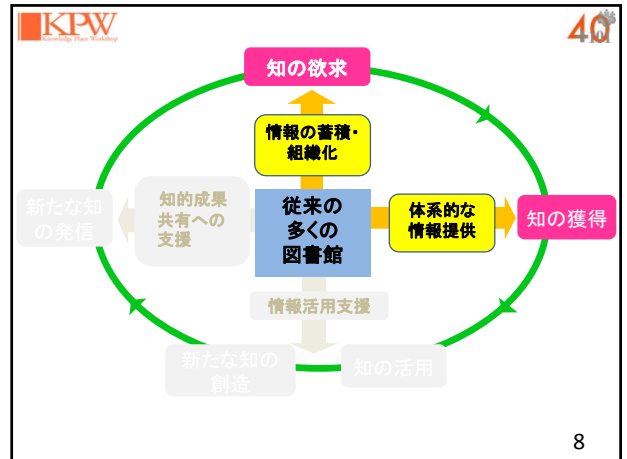 KPW
Knowledge Place Workshop
40
101
知の欲求
情報の蓄積・
組織化
新たな知
の発信
知的成果
共有への
支援
従来の
多くの
図書館
体系的な
情報提供
知の獲得
情報活用支援
新たな知の
創造
知の活用
8